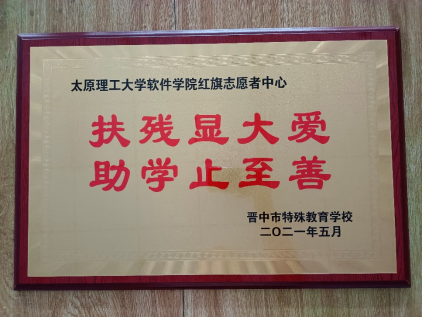 太原理工大学软件学院红旗志愿者中心
扶残显大爱
助学止至善
晋中市特殊教育学校
二〇二一年五月